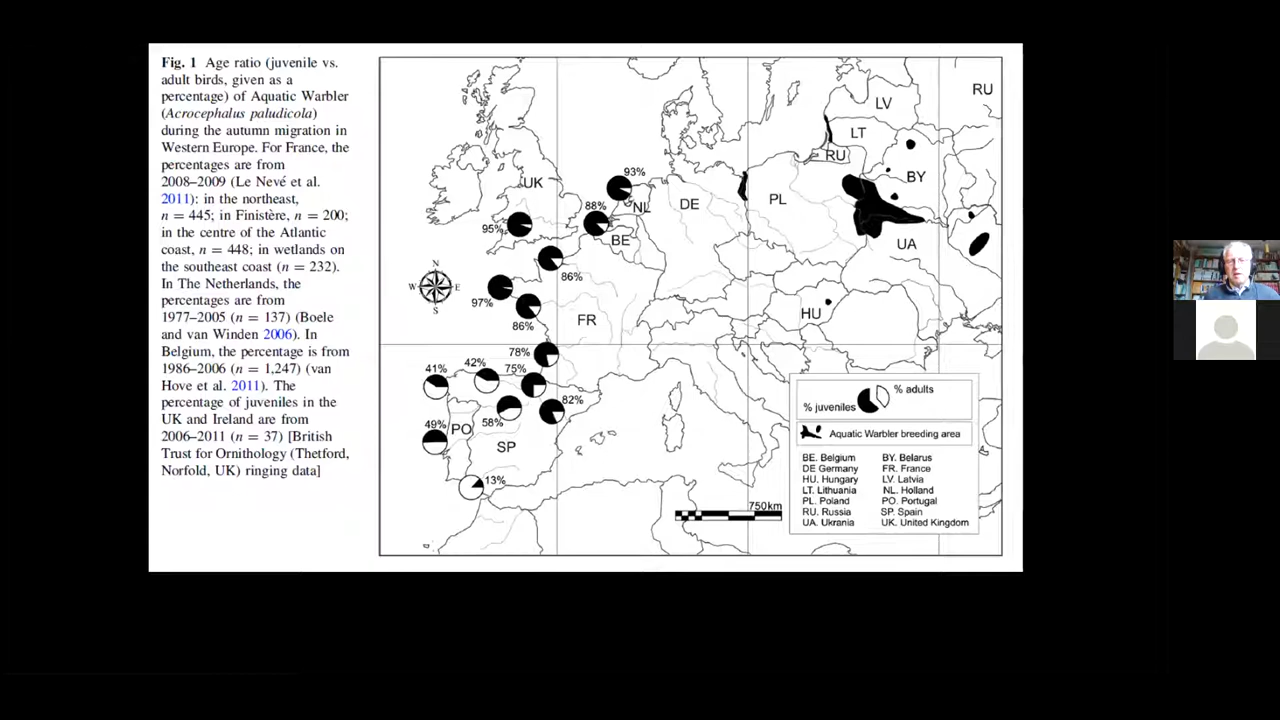 Fig. 1 Age ratio (juvenile vs.
adult birds, given as a
percentage) of Aquatic Warbler
(Acrocephalus paludicola)
during the autumn migration in
Western Europe. For France, the
percentages are from
2008–2009 (Le Nevé et al.
2011): in the northeast,
n = 445; in Finistère, n = 200;
in the centre of the Atlantic
coast, n = 448; in wetlands on
the southeast coast (n = 232).
In The Netherlands, the
percentages are from
1977–2005 (n = 137) (Boele
and van Winden 2006). In
Belgium, the percentage is from
1986–2006 (n = 1,247) (van
Hove et al. 2011). The
percentage of juveniles in the
UK and Ireland are from
2006–2011 (n = 37) [British
Trust for Ornithology (Thetford,
Norfolk, UK) ringing data]
RU
LV
LT
RU
BY
UK
93%
NL
DE
PL
88%
95%
BE
UA
N
W
E
S
86%
97%
86%
FR
HU
78%
42%
75%
41%
82%
58%
49%
PO
SP
13%
% adults
% juveniles
Aquatic Warbler breeding area
BE. Belgium
BY. Belarus
DE Germany
FR. France
HU. Hungary
LV. Latvia
LT. Lithuania
NL. Holland
PL. Poland
PO. Portugal
RU. Russia
SP. Spain
UA. Ukrania
UK. United Kingdom
750km